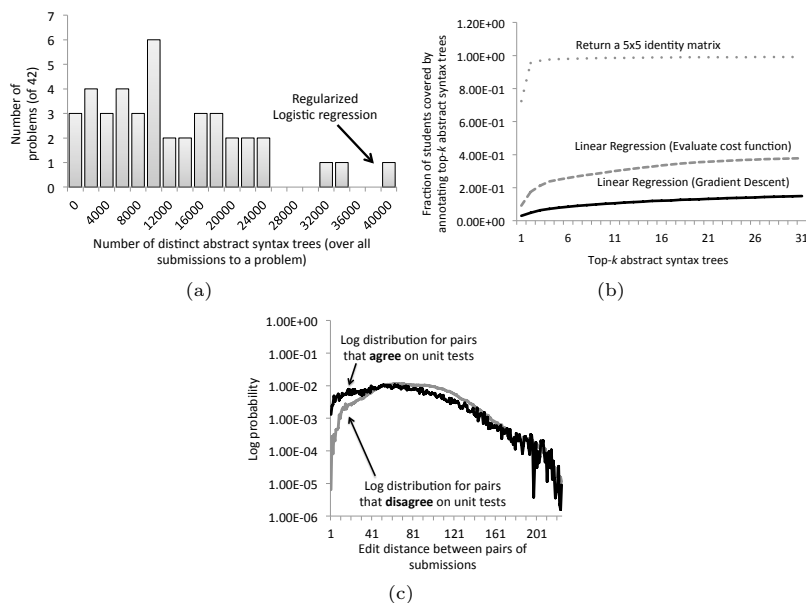 7
6
5
4
3
2
1
0
Number of
problems (of 42)
Regularized
Logistic regression
0
4000
8000
12000
16000
20000
24000
28000
32000
36000
40000
Number of distinct abstract syntax trees (over all
submissions to a problem)
(a)
Fraction of students covered by
annotating top-k abstract syntax trees
1.20E+00
1.00E+00
8.00E-01
6.00E-01
4.00E-01
2.00E-01
0.00E+00
Return a 5x5 identity matrix
Linear Regression (Evaluate cost function)
Linear Regression (Gradient Descent)
1 6 11 16 21 26 31
Top-k abstract syntax trees
(b)
Log probability
1.00E+00
1.00E-01
1.00E-02
1.00E-03
1.00E-04
1.00E-05
1.00E-06
Log distribution for pairs
that agree on unit tests
Log distribution for pairs
that disagree on unit tests
1 41 81 121 161 201
Edit distance between pairs of
submissions
(c)